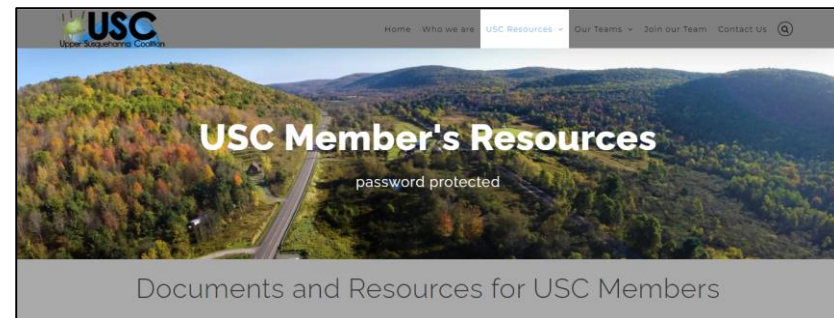 USC
Upper Susquehanna Coalition
Home Who we are USC Resources Our Teams Join our Team Contact Us
USC Member's Resources
password protected
Documents and Resources for USC Members